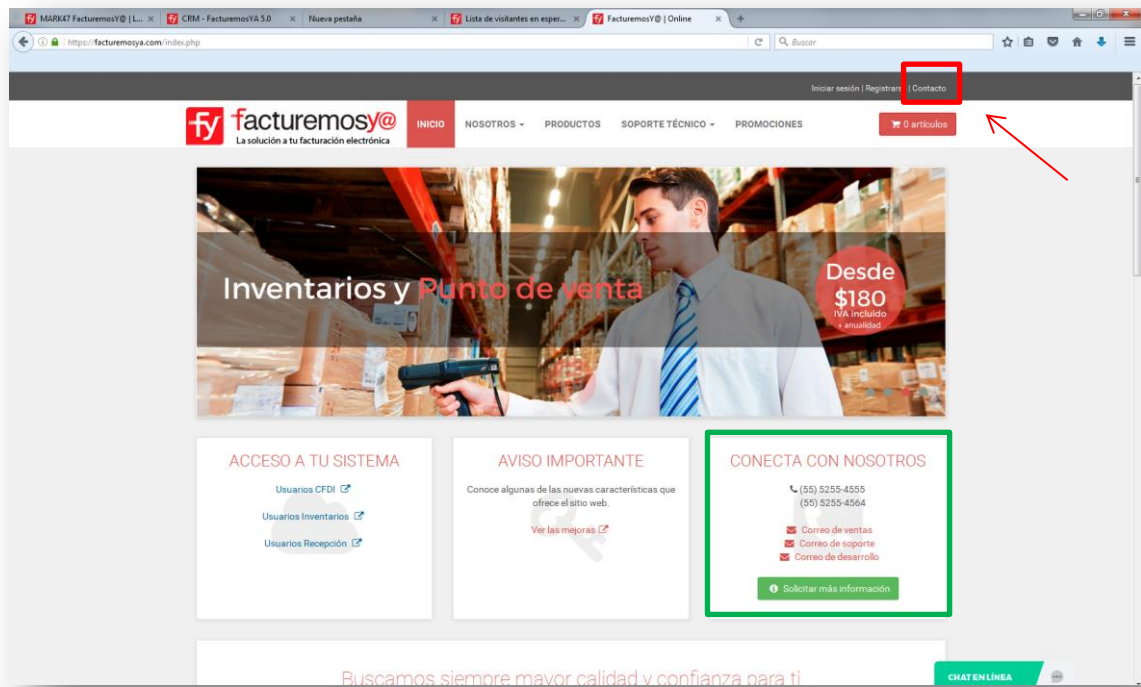 MARK47 FacturemosY@ | L...
CRM - FacturemosYA 5.0
Nueva pestaña
Lista de visitantes en esper...
FacturemosY@ | Online
https://facturemosya.com/index.php
Buscar
Iniciar sesión | Registrars | Contacto
fy facturemosy@
La solución a tu facturación electrónica
INICIO
NOSOTROS
PRODUCTOS
SOPORTE TÉCNICO
PROMOCIONES
0 artículos
Inventarios y Punto de venta
Desde
$180
IVA incluido
+ anualidad
ACCESO A TU SISTEMA
Usuarios CFDI
Usuarios Inventarios
Usuarios Recepción
AVISO IMPORTANTE
Conoce algunas de las nuevas características que
ofrece el sitio web.
Ver las mejoras
CONECTA CON NOSOTROS
(55) 5255-4555
(55) 5255-4564
Correo de ventas
Correo de soporte
Correo de desarrollo
Solicitar más información
Buscamos siempre mayor calidad y confianza para ti
CHAT EN LÍNEA